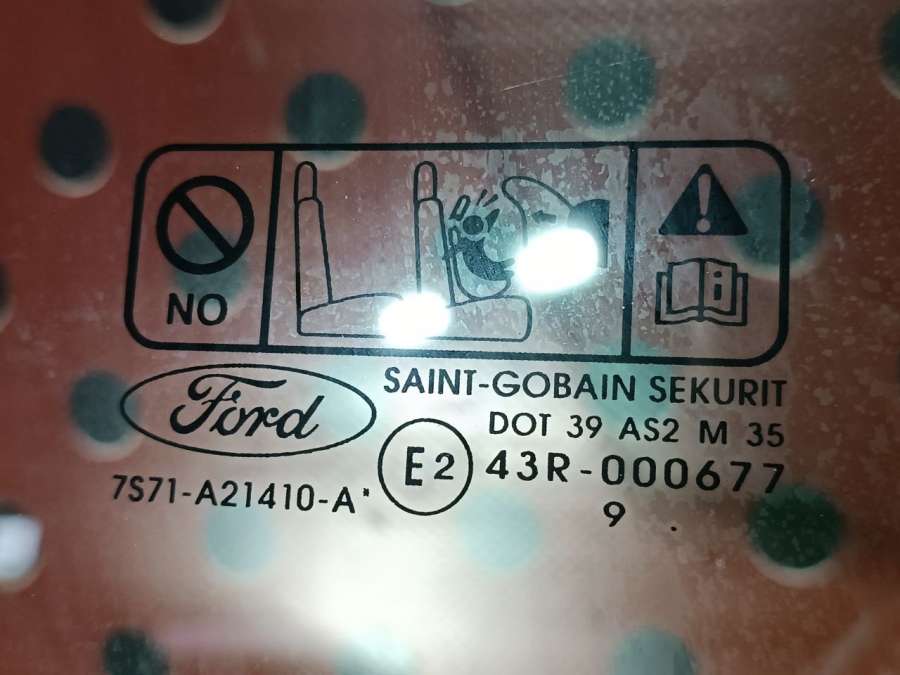 NO
Ford
SAINT-GOBAIN SEKURIT
DOT 39 AS2 M 35
E2 43R-000677
7S71-A21410-A*
9 .